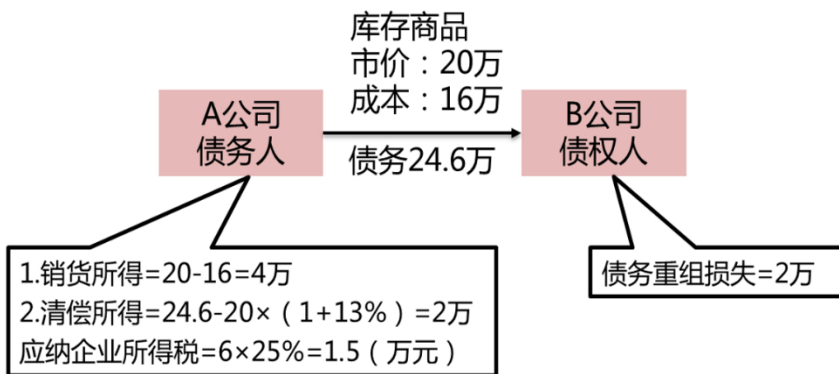 库存商品
市价：20万
成本：16万
A公司
债务人
债务24.6万
B公司
债权人
1.销货所得=20-16=4万
2.清偿所得=24.6-20×（1+13%）=2万
应纳企业所得税=6×25%=1.5（万元）
债务重组损失=2万